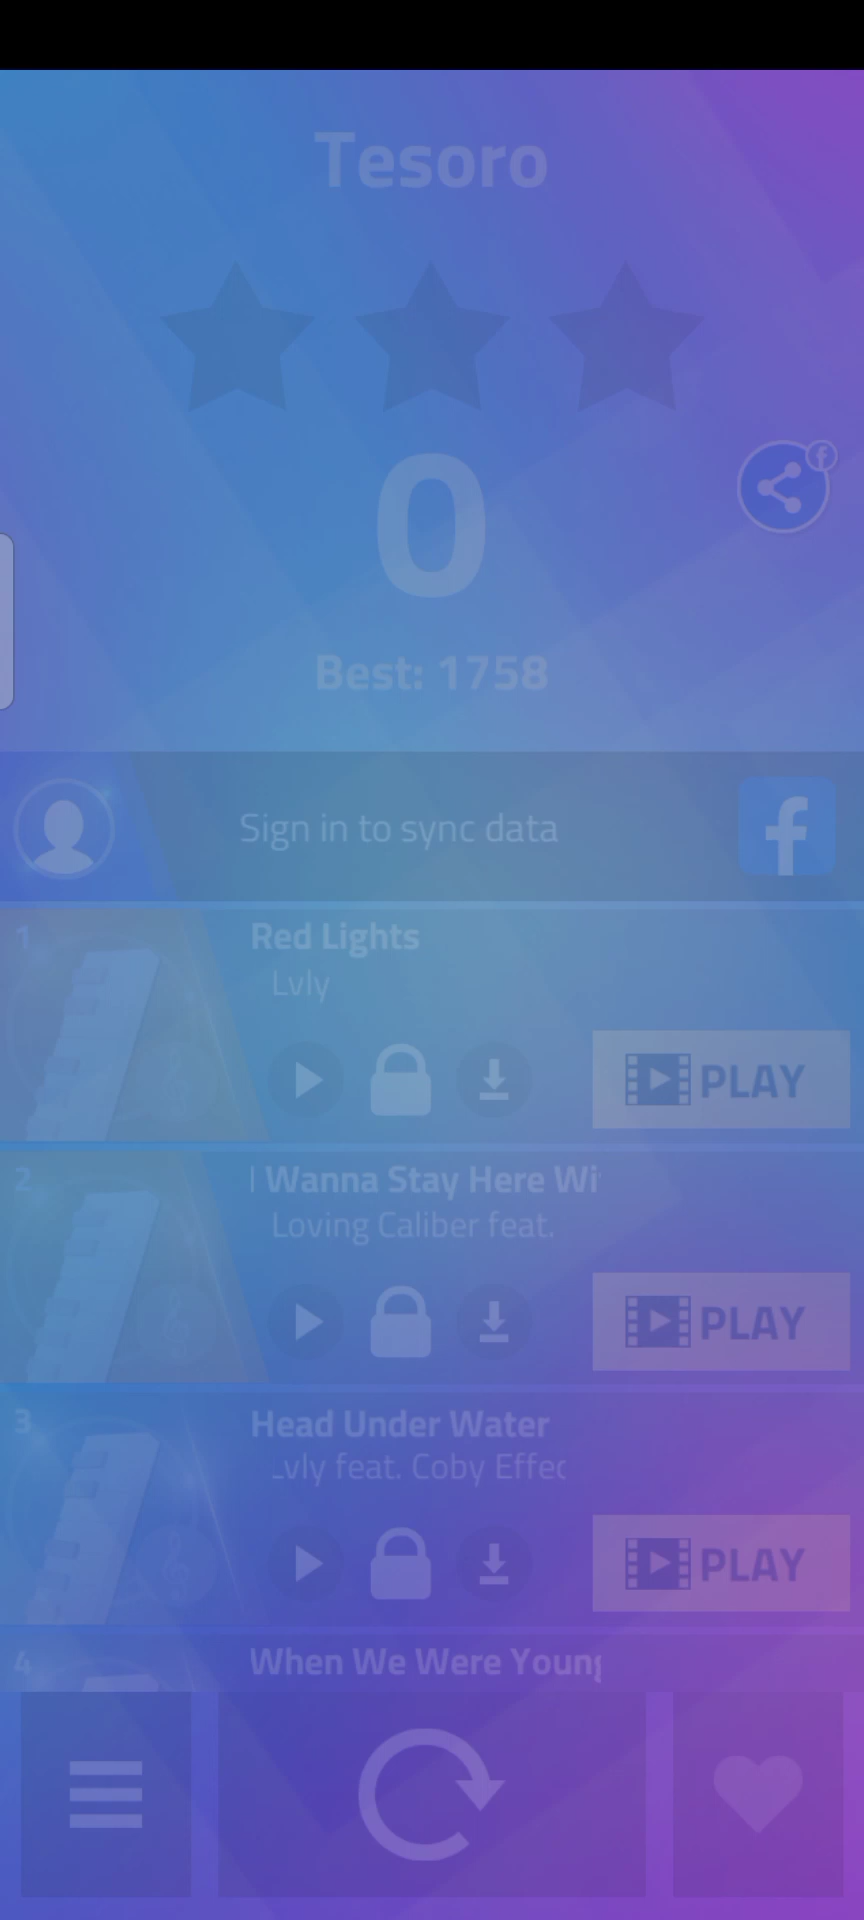 Tesoro
0
Best: 1758
Sign in to sync data
1
Red Lights
Lvly
PLAY
2
I Wanna Stay Here Wi
Loving Caliber feat.
PLAY
3
Head Under Water
Lvly feat. Coby Effec
PLAY
4
When We Were Young